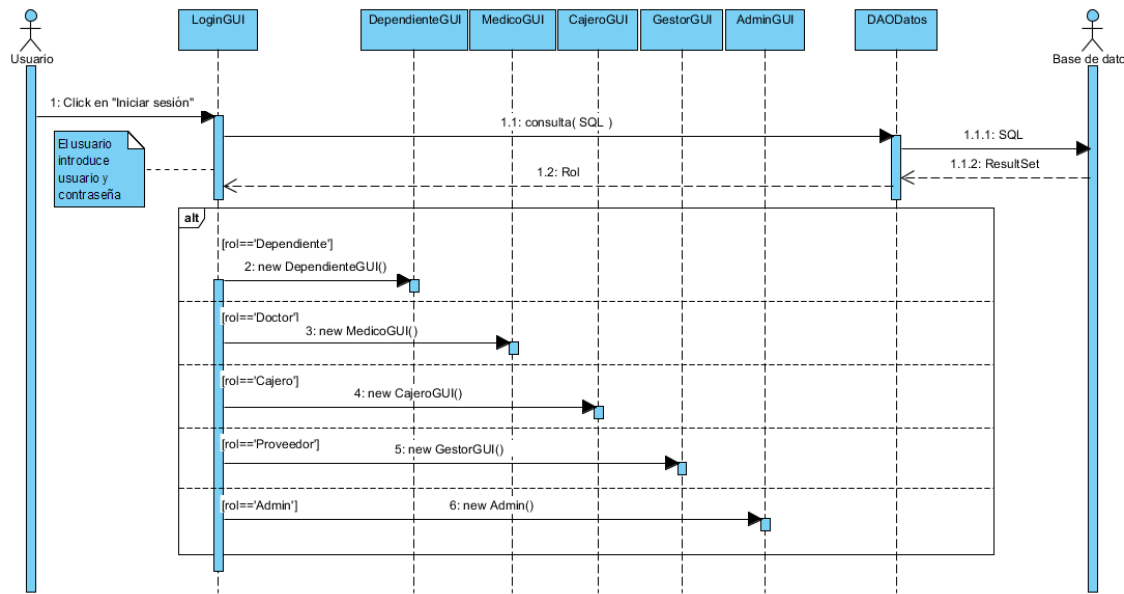 LoginGUI
DependienteGUI
MedicoGUI
CajeroGUI
GestorGUI
AdminGUI
DAODatos
Usuario
Base de dato
1: Click en "Iniciar sesión"
1.1: consulta( SQL )
1.1.1: SQL
El usuario
introduce
usuario y
contraseña
1.1.2: ResultSet
1.2: Rol
alt
[rol=='Dependiente']
2: new DependienteGUI()
[rol=='Doctor']
3: new MedicoGUI()
[rol=='Cajero']
4: new CajeroGUI()
[rol=='Proveedor']
5: new GestorGUI()
[rol=='Admin']
6: new Admin()